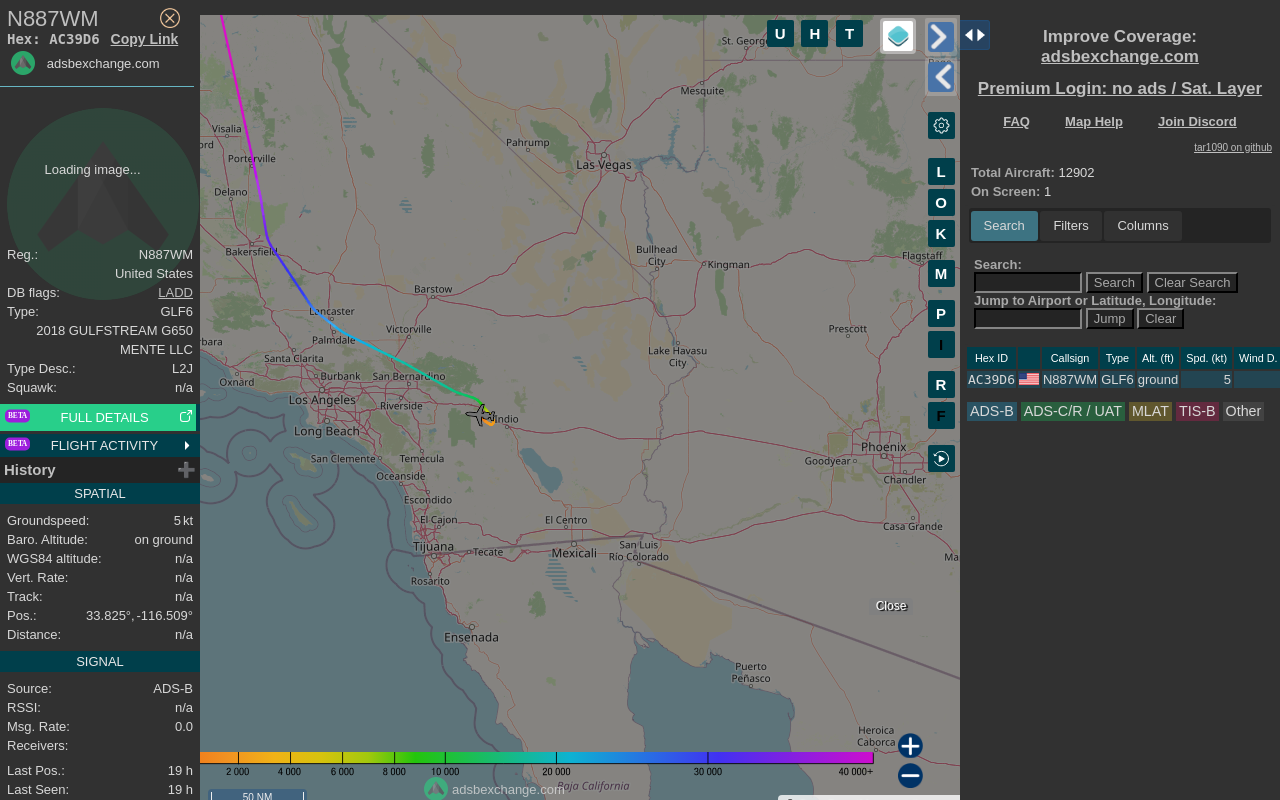 N887WM
Hex: AC39D6 Copy Link
adsbexchange.com
Loading image...
Reg.: N887WM
United States
DB flags: LADD
Type: GLF6
2018 GULFSTREAM G650
MENTE LLC
Type Desc.: L2J
Squawk: n/a
BETA FULL DETAILS
BETA FLIGHT ACTIVITY
History
SPATIAL
Groundspeed: 5 kt
Baro. Altitude: on ground
WGS84 altitude: n/a
Vert. Rate: n/a
Track: n/a
Pos.: 33.825°, -116.509°
Distance: n/a
SIGNAL
Source: ADS-B
RSSI: n/a
Msg. Rate: 0.0
Receivers:
Last Pos.: 19 h
Last Seen: 19 h
U H T
L
O
K
M
P
I
R
F
St. George
Mesquite
Visalia
Pahrump
Las Vegas
Porterville
Delano
Bakersfield
Bullhead
City
Kingman
Flagstaff
Barstow
Lancaster
Victorville
Palmdale
Prescott
Lake Havasu
City
Santa Clarita
Oxnard
Burbank
San Bernardino
Los Angeles
Riverside
Indio
Long Beach
San Clemente
Temecula
Phoenix
Goodyear
Oceanside
Chandler
Escondido
El Cajon
El Centro
Casa Grande
Tijuana
Tecate
Mexicali
San Luis
Río Colorado
Rosarito
Close
Ensenada
Puerto
Peñasco
Heroica
Caborca
2 000 4 000 6 000 8 000 10 000 20 000 30 000 40 000+
adsbexchange.com
Baja California
50 NM
Improve Coverage:
adsbexchange.com
Premium Login: no ads / Sat. Layer
FAQ Map Help Join Discord
tar1090 on github
Total Aircraft: 12902
On Screen: 1
Search Filters Columns
Search:
Search Clear Search
Jump to Airport or Latitude, Longitude:
Jump Clear
Hex ID Callsign Type Alt. (ft) Spd. (kt) Wind D.
AC39D6 N887WM GLF6 ground 5
ADS-B ADS-C/R / UAT MLAT TIS-B Other